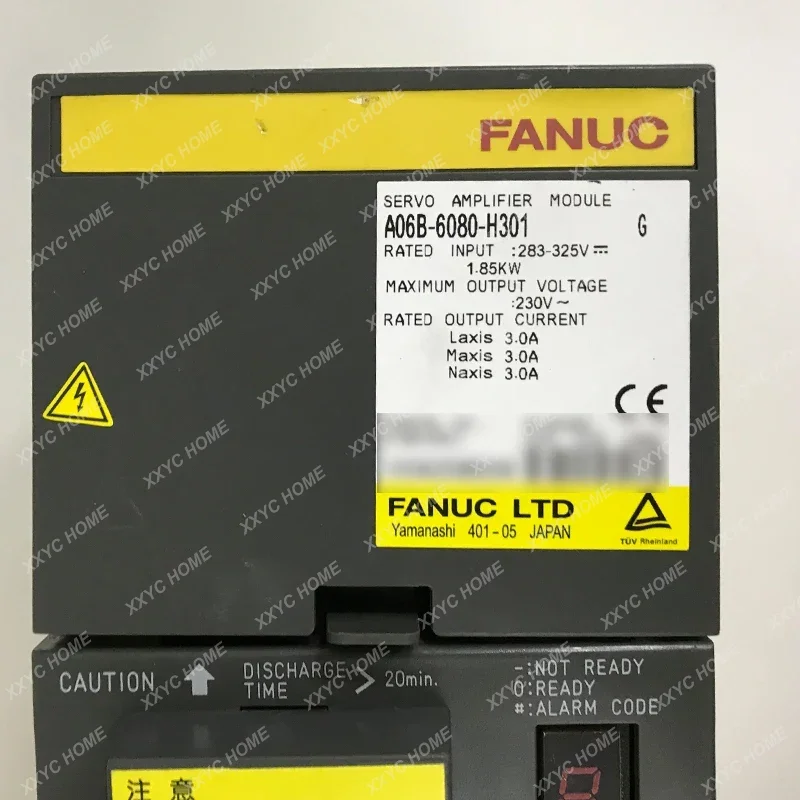 FANUC
SERVO AMPLIFIER MODULE
A06B-6080-H301 G
RATED INPUT :283-325V⎓
1.85KW
MAXIMUM OUTPUT VOLTAGE
:230V~
RATED OUTPUT CURRENT
Laxis 3.0A
Maxis 3.0A
Naxis 3.0A
CE
FANUC LTD
Yamanashi 401-05 JAPAN
TÜV Rheinland
CAUTION
DISCHARGE
TIME
> 20min.
-:NOT READY
0:READY
#:ALARM CODE
注意
XXYC HOME